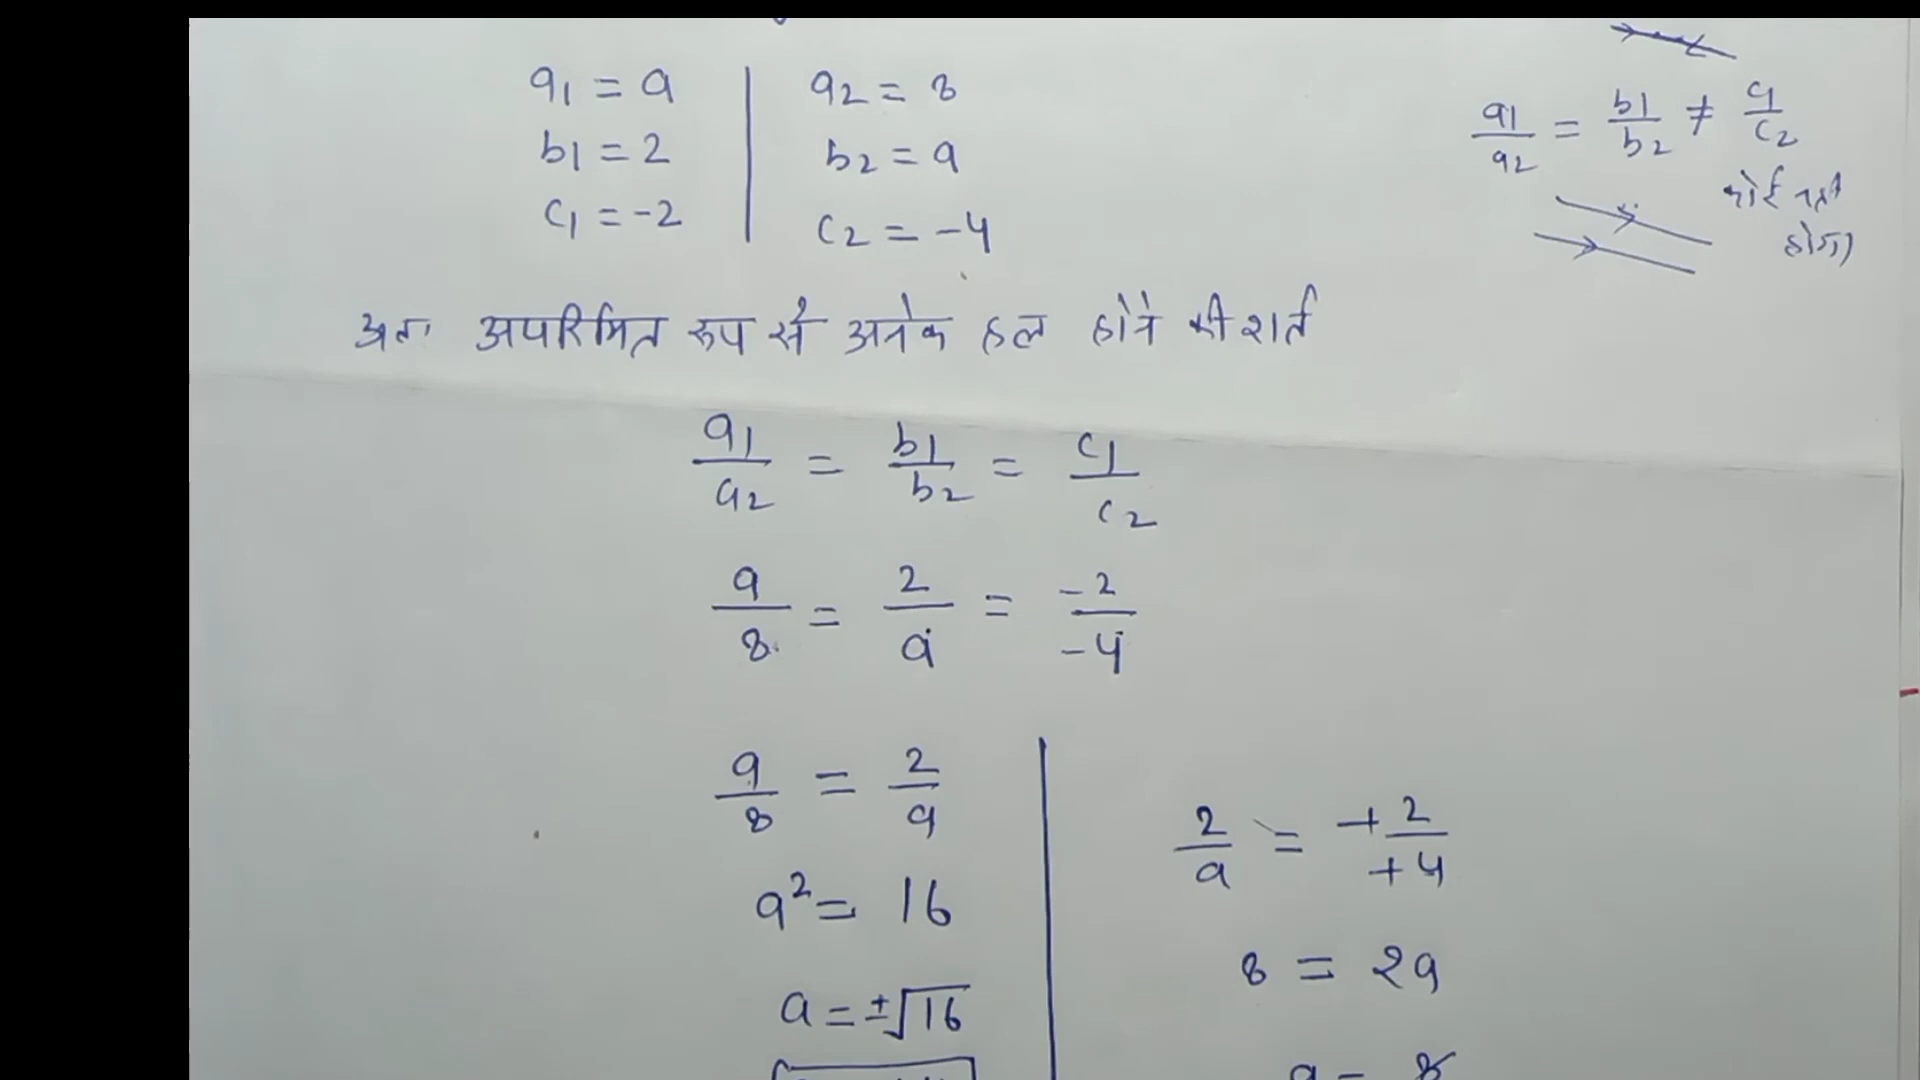 a1 = a | a2 = 8
b1 = 2 | b2 = a
c1 = -2 | c2 = -4
a1/a2 = b1/b2 ≠ c1/c2
कोई नहीं
होगा
अतः अपरिमित रूप से अनेक हल होने की शर्त
a1/a2 = b1/b2 = c1/c2
a/8 = 2/a = -2/-4
a/8 = 2/a
a² = 16
a = ±√16
2/a = +2/+4
8 = 2a